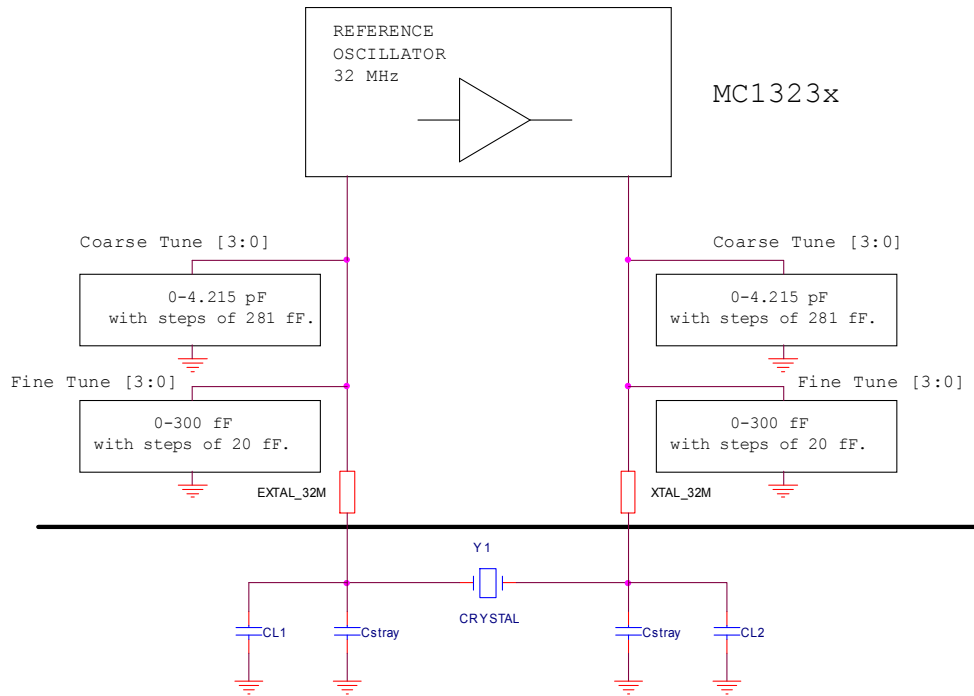 REFERENCE
OSCILLATOR
32 MHz
MC1323x
Coarse Tune [3:0]
Coarse Tune [3:0]
0-4.215 pF
with steps of 281 fF.
0-4.215 pF
with steps of 281 fF.
Fine Tune [3:0]
Fine Tune [3:0]
0-300 fF
with steps of 20 fF.
0-300 fF
with steps of 20 fF.
EXTAL_32M
XTAL_32M
Y1
CRYSTAL
CL1
Cstray
Cstray
CL2